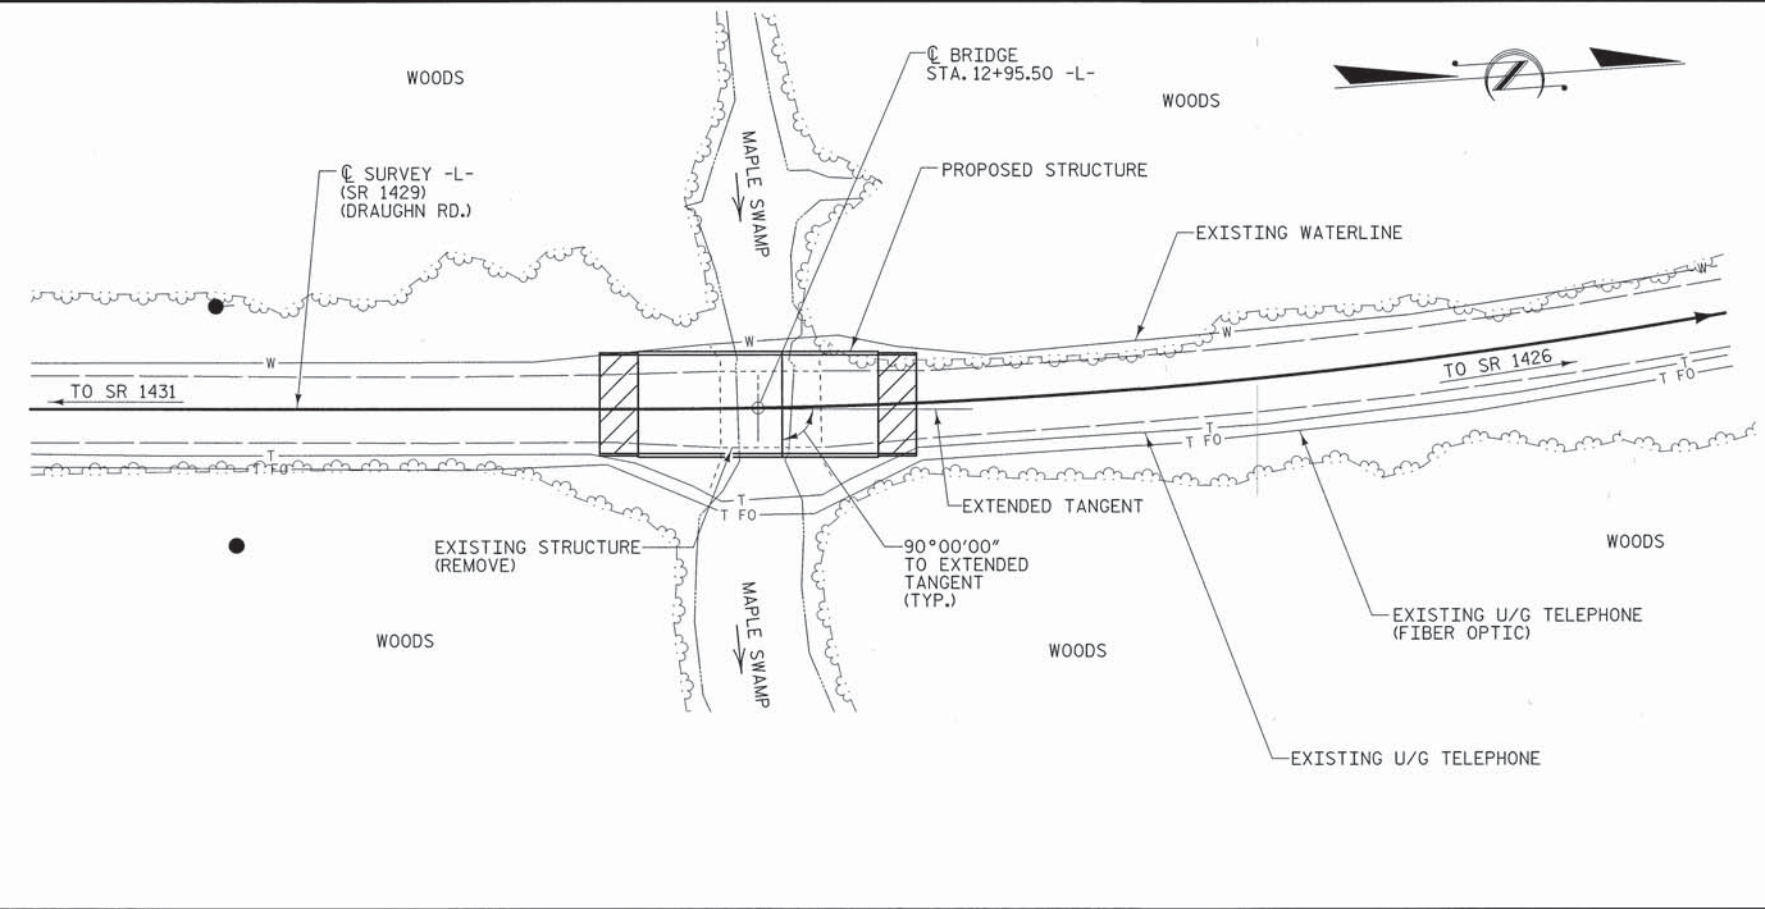 WOODS
℄ BRIDGE
STA. 12+95.50 -L-
WOODS
℄ SURVEY -L-
(SR 1429)
(DRAUGHN RD.)
MAPLE SWAMP
PROPOSED STRUCTURE
EXISTING WATERLINE
W
W
W
W
TO SR 1431
TO SR 1426
T
T FO
T
T FO
T
T FO
T
T FO
EXTENDED TANGENT
EXISTING STRUCTURE
(REMOVE)
90°00'00"
TO EXTENDED
TANGENT
(TYP.)
WOODS
WOODS
MAPLE SWAMP
WOODS
EXISTING U/G TELEPHONE
(FIBER OPTIC)
EXISTING U/G TELEPHONE